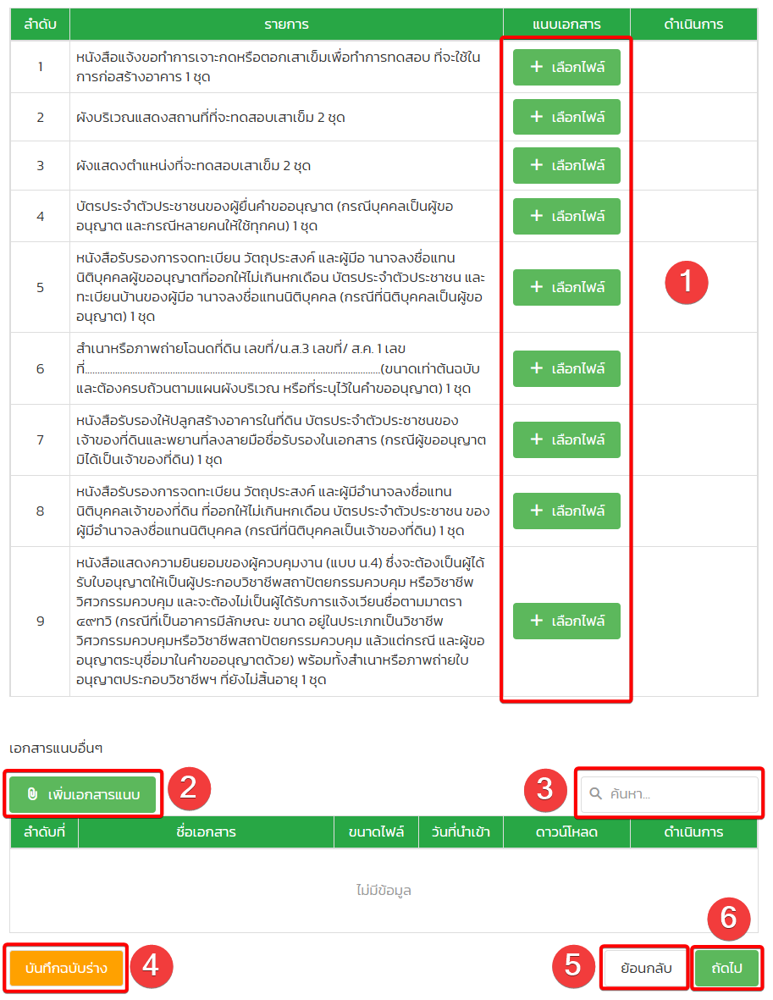 ลำดับ รายการ แนบเอกสาร ดำเนินการ
1 หนังสือแจ้งขอทำการเจาะกดหรือตอกเสาเข็มเพื่อทำการทดสอบ ที่จะใช้ใน
การก่อสร้างอาคาร 1 ชุด
+ เลือกไฟล์
2 ผังบริเวณแสดงสถานที่ที่จะทดสอบเสาเข็ม 2 ชุด + เลือกไฟล์
3 ผังแสดงตำแหน่งที่จะทดสอบเสาเข็ม 2 ชุด + เลือกไฟล์
4 บัตรประจำตัวประชาชนของผู้ยื่นคำขออนุญาต (กรณีบุคคลเป็นผู้ขอ
อนุญาต และกรณีหลายคนให้ใช้ทุกคน) 1 ชุด
+ เลือกไฟล์
5 หนังสือรับรองการจดทะเบียน วัตถุประสงค์ และผู้มีอ านาจลงชื่อแทน
นิติบุคคลผู้ขออนุญาตที่ออกให้ไม่เกินหกเดือน บัตรประจำตัวประชาชน และ
ทะเบียนบ้านของผู้มีอ านาจลงชื่อแทนนิติบุคคล (กรณีที่นิติบุคคลเป็นผู้ขอ
อนุญาต) 1 ชุด
+ เลือกไฟล์
1
6 สำเนาหรือภาพถ่ายโฉนดที่ดิน เลขที่/น.ส.3 เลขที่/ ส.ค. 1 เลข
ที่......................................................................................................................(ขนาดเท่าต้นฉบับ
และต้องครบถ้วนตามแผนผังบริเวณ หรือที่ระบุไว้ในคำขออนุญาต) 1 ชุด
+ เลือกไฟล์
7 หนังสือรับรองให้ปลูกสร้างอาคารในที่ดิน บัตรประจำตัวประชาชนของ
เจ้าของที่ดินและพยานที่ลงลายมือชื่อรับรองในเอกสาร (กรณีผู้ขออนุญาต
มิได้เป็นเจ้าของที่ดิน) 1 ชุด
+ เลือกไฟล์
8 หนังสือรับรองการจดทะเบียน วัตถุประสงค์ และผู้มีอำนาจลงชื่อแทน
นิติบุคคลเจ้าของที่ดิน ที่ออกให้ไม่เกินหกเดือน บัตรประจำตัวประชาชน ของ
ผู้มีอำนาจลงชื่อแทนนิติบุคคล (กรณีที่นิติบุคคลเป็นเจ้าของที่ดิน) 1 ชุด
+ เลือกไฟล์
9 หนังสือแสดงความยินยอมของผู้ควบคุมงาน (แบบ น.4) ซึ่งจะต้องเป็นผู้ได้
รับใบอนุญาตให้เป็นผู้ประกอบวิชาชีพสถาปัตยกรรมควบคุม หรือวิชาชีพ
วิศวกรรมควบคุม และจะต้องไม่เป็นผู้ได้รับการแจ้งเวียนชื่อตามมาตรา
๔๙ทวิ (กรณีที่เป็นอาคารมีลักษณะ ขนาด อยู่ในประเภทเป็นวิชาชีพ
วิศวกรรมควบคุมหรือวิชาชีพสถาปัตยกรรมควบคุม แล้วแต่กรณี และผู้ขอ
อนุญาตระบุชื่อมาในคำขออนุญาตด้วย) พร้อมทั้งสำเนาหรือภาพถ่ายใบ
อนุญาตประกอบวิชาชีพฯ ที่ยังไม่สิ้นอายุ 1 ชุด
+ เลือกไฟล์
เอกสารแนบอื่นๆ
เพิ่มเอกสารแนบ 2 3 ค้นหา...
ลำดับที่ ชื่อเอกสาร ขนาดไฟล์ วันที่นำเข้า ดาวน์โหลด ดำเนินการ
ไม่มีข้อมูล
6
บันทึกฉบับร่าง 4 5 ย้อนกลับ ถัดไป